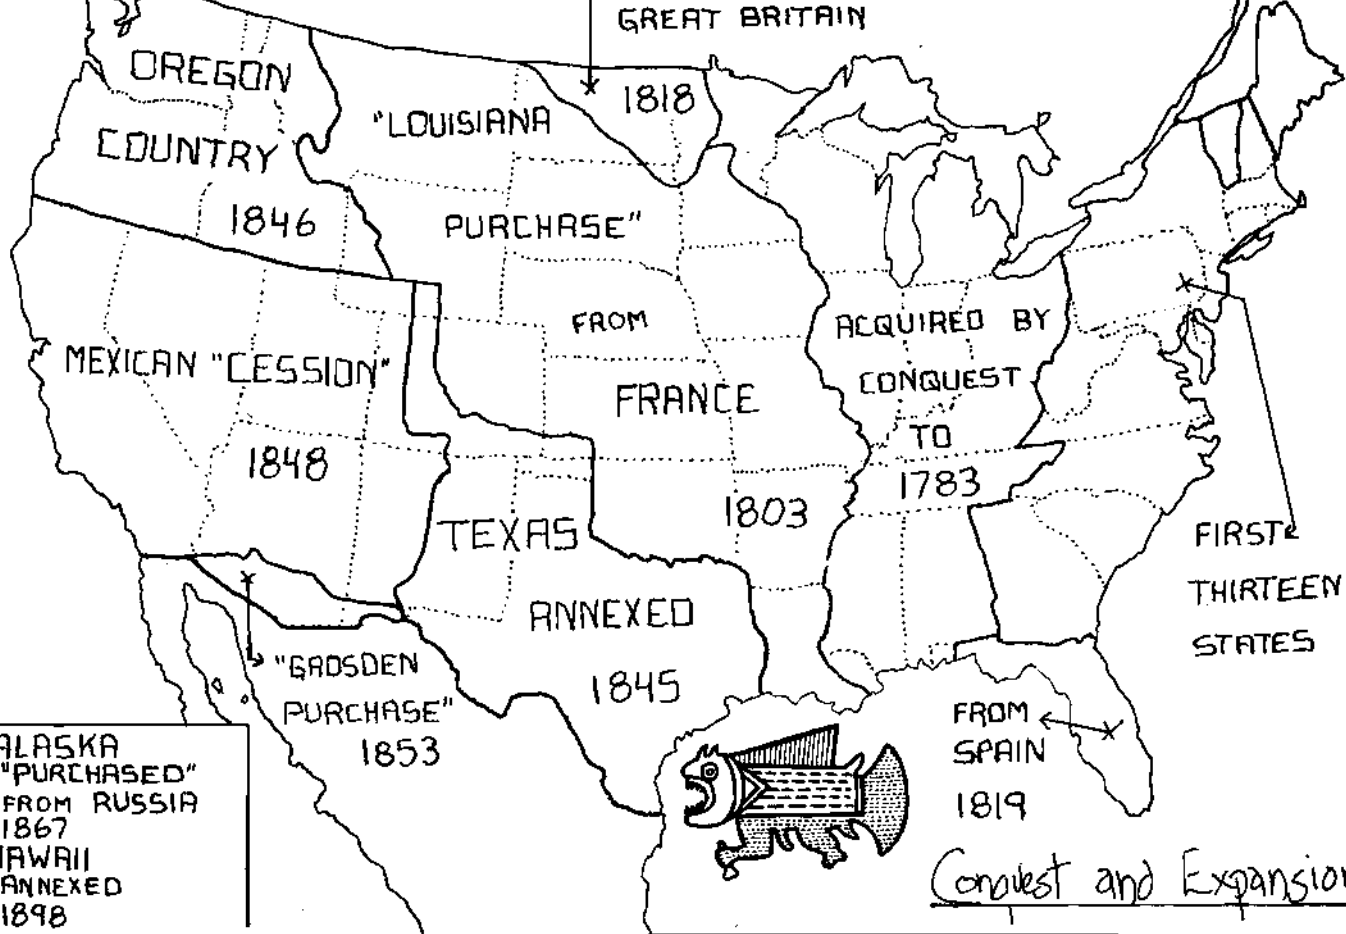 GREAT BRITAIN
1818
OREGON
COUNTRY
1846
"LOUISIANA
PURCHASE"
FROM
FRANCE
1803
ACQUIRED BY
CONQUEST
TO
1783
MEXICAN "CESSION"
1848
TEXAS
ANNEXED
1845
FIRST
THIRTEEN
STATES
"GADSDEN
PURCHASE"
1853
FROM
SPAIN
1819
ALASKA
"PURCHASED"
FROM RUSSIA
1867
HAWAII
ANNEXED
1898
Conquest and Expansion